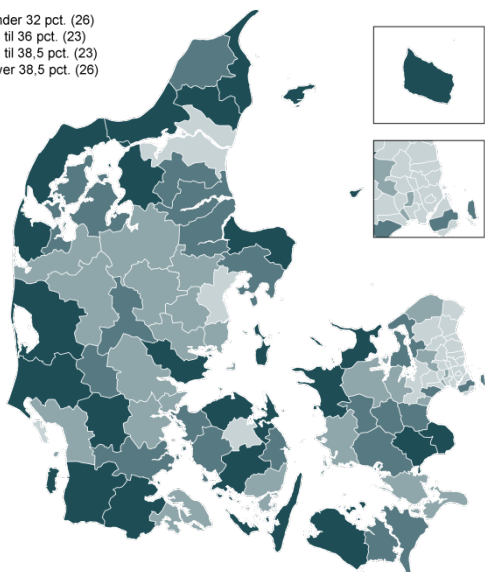 nder 32 pct. (26)
til 36 pct. (23)
til 38,5 pct. (23)
ver 38,5 pct. (26)